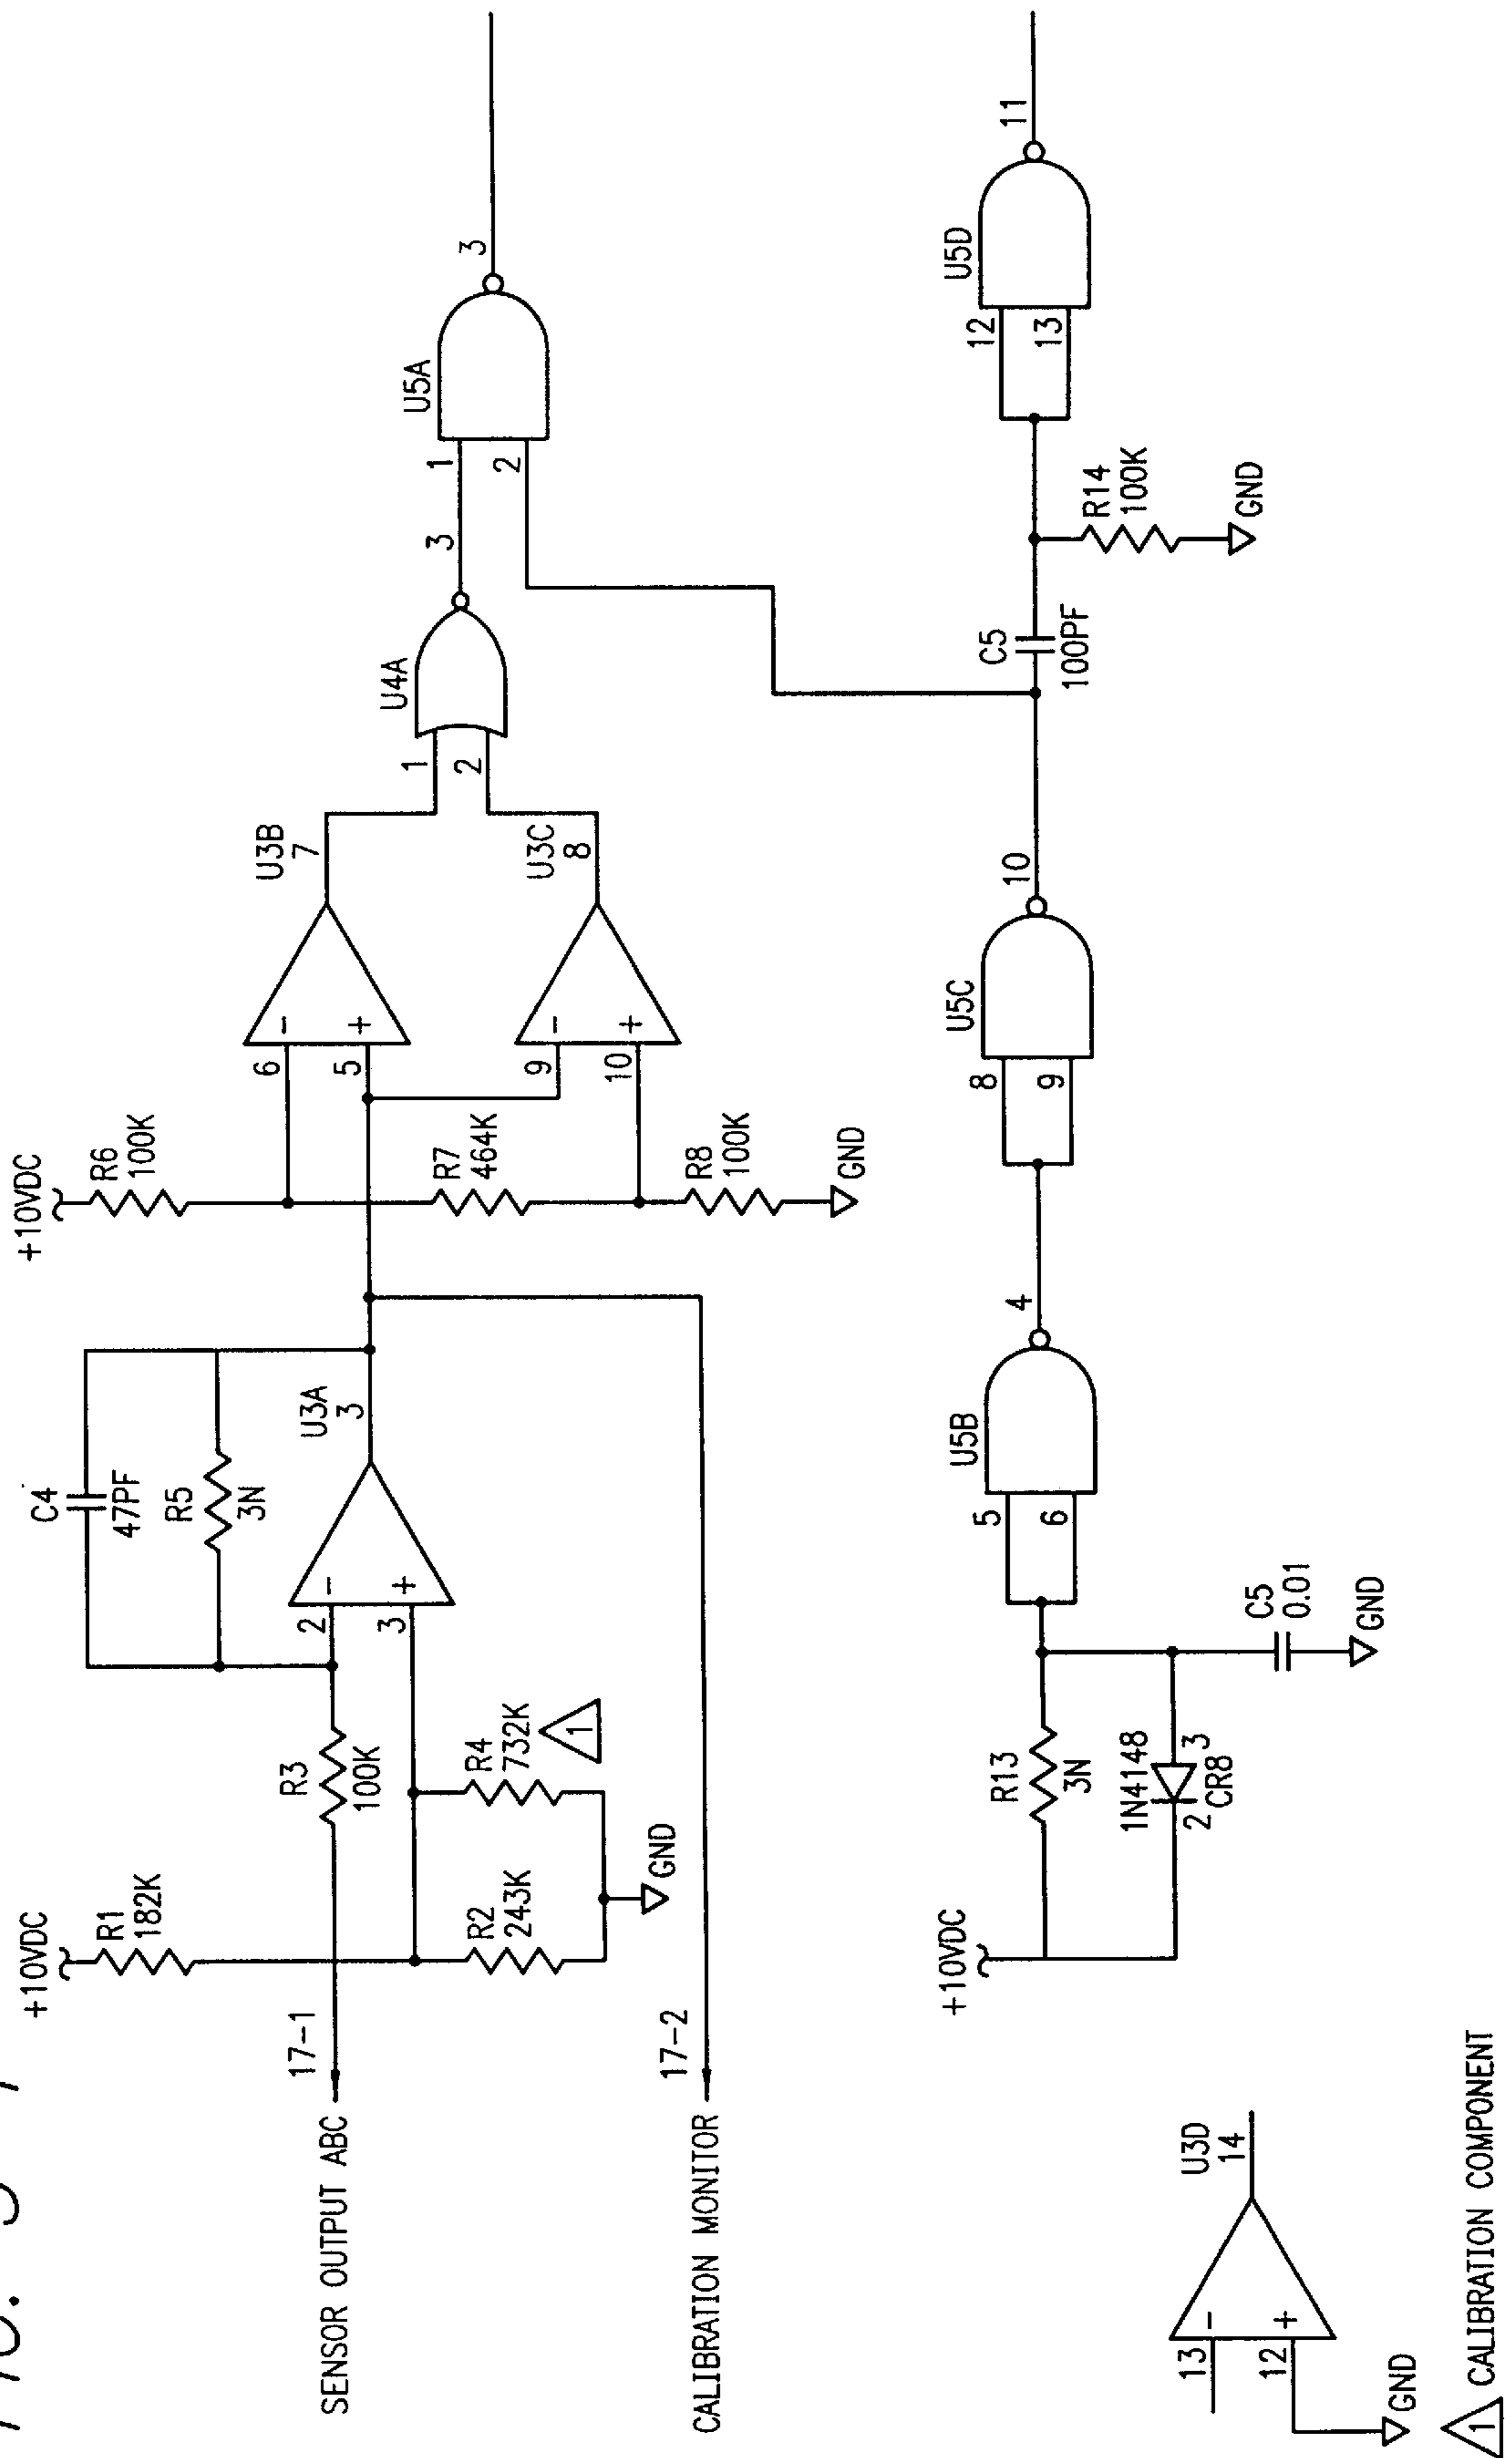 +10VDC
R1
182K
17-1
SENSOR OUTPUT ABC
R3
100K
R2
243K
R4
732K
1
GND
C4
47PF
R5
3N
2
-
3
+
U3A
3
17-2
CALIBRATION MONITOR
+10VDC
R6
100K
R7
464K
R8
100K
GND
6
-
5
+
U3B
7
9
-
10
+
U3C
8
1
2
U4A
3
1
2
U5A
3
+10VDC
R13
3N
1N4148
2
3
CR8
C5
0.01
GND
5
6
U5B
4
8
9
U5C
10
C5
100PF
R14
100K
GND
12
13
U5D
11
13
-
12
+
U3D
14
GND
1 CALIBRATION COMPONENT